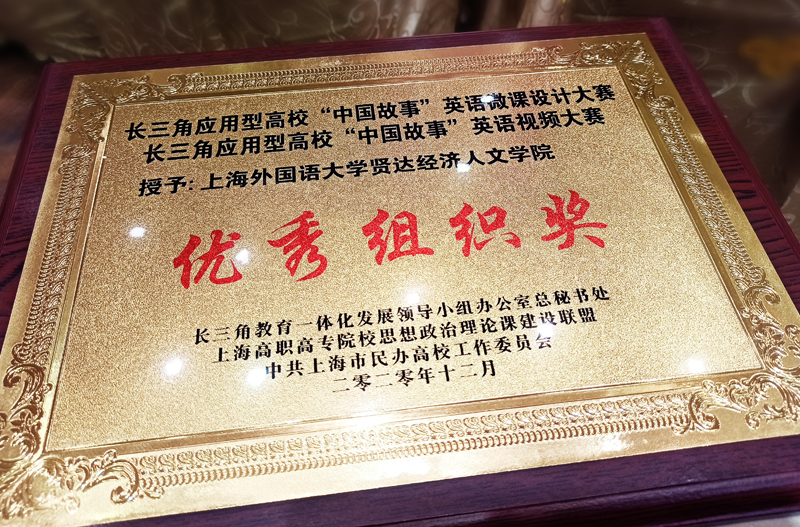 长三角应用型高校“中国故事”英语微课设计大赛
长三角应用型高校“中国故事”英语视频大赛
授予:上海外国语大学贤达经济人文学院
优秀组织奖
长三角教育一体化发展领导小组办公室总秘书处
上海高职高专院校思想政治理论课建设联盟
中共上海市民办高校工作委员会
二零二零年十二月